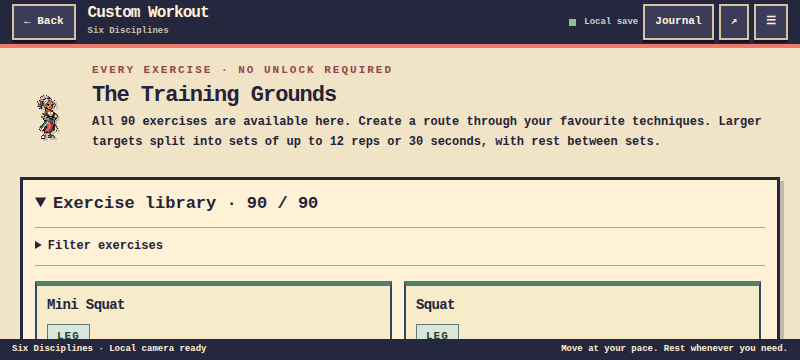 ← Back
Custom Workout
Six Disciplines
Local save
Journal
↗
☰
EVERY EXERCISE · NO UNLOCK REQUIRED
The Training Grounds
All 90 exercises are available here. Create a route through your favourite techniques. Larger
targets split into sets of up to 12 reps or 30 seconds, with rest between sets.
▼ Exercise library · 90 / 90
▶ Filter exercises
Mini Squat
LEG
Squat
LEG
Six Disciplines · Local camera ready
Move at your pace. Rest whenever you need.